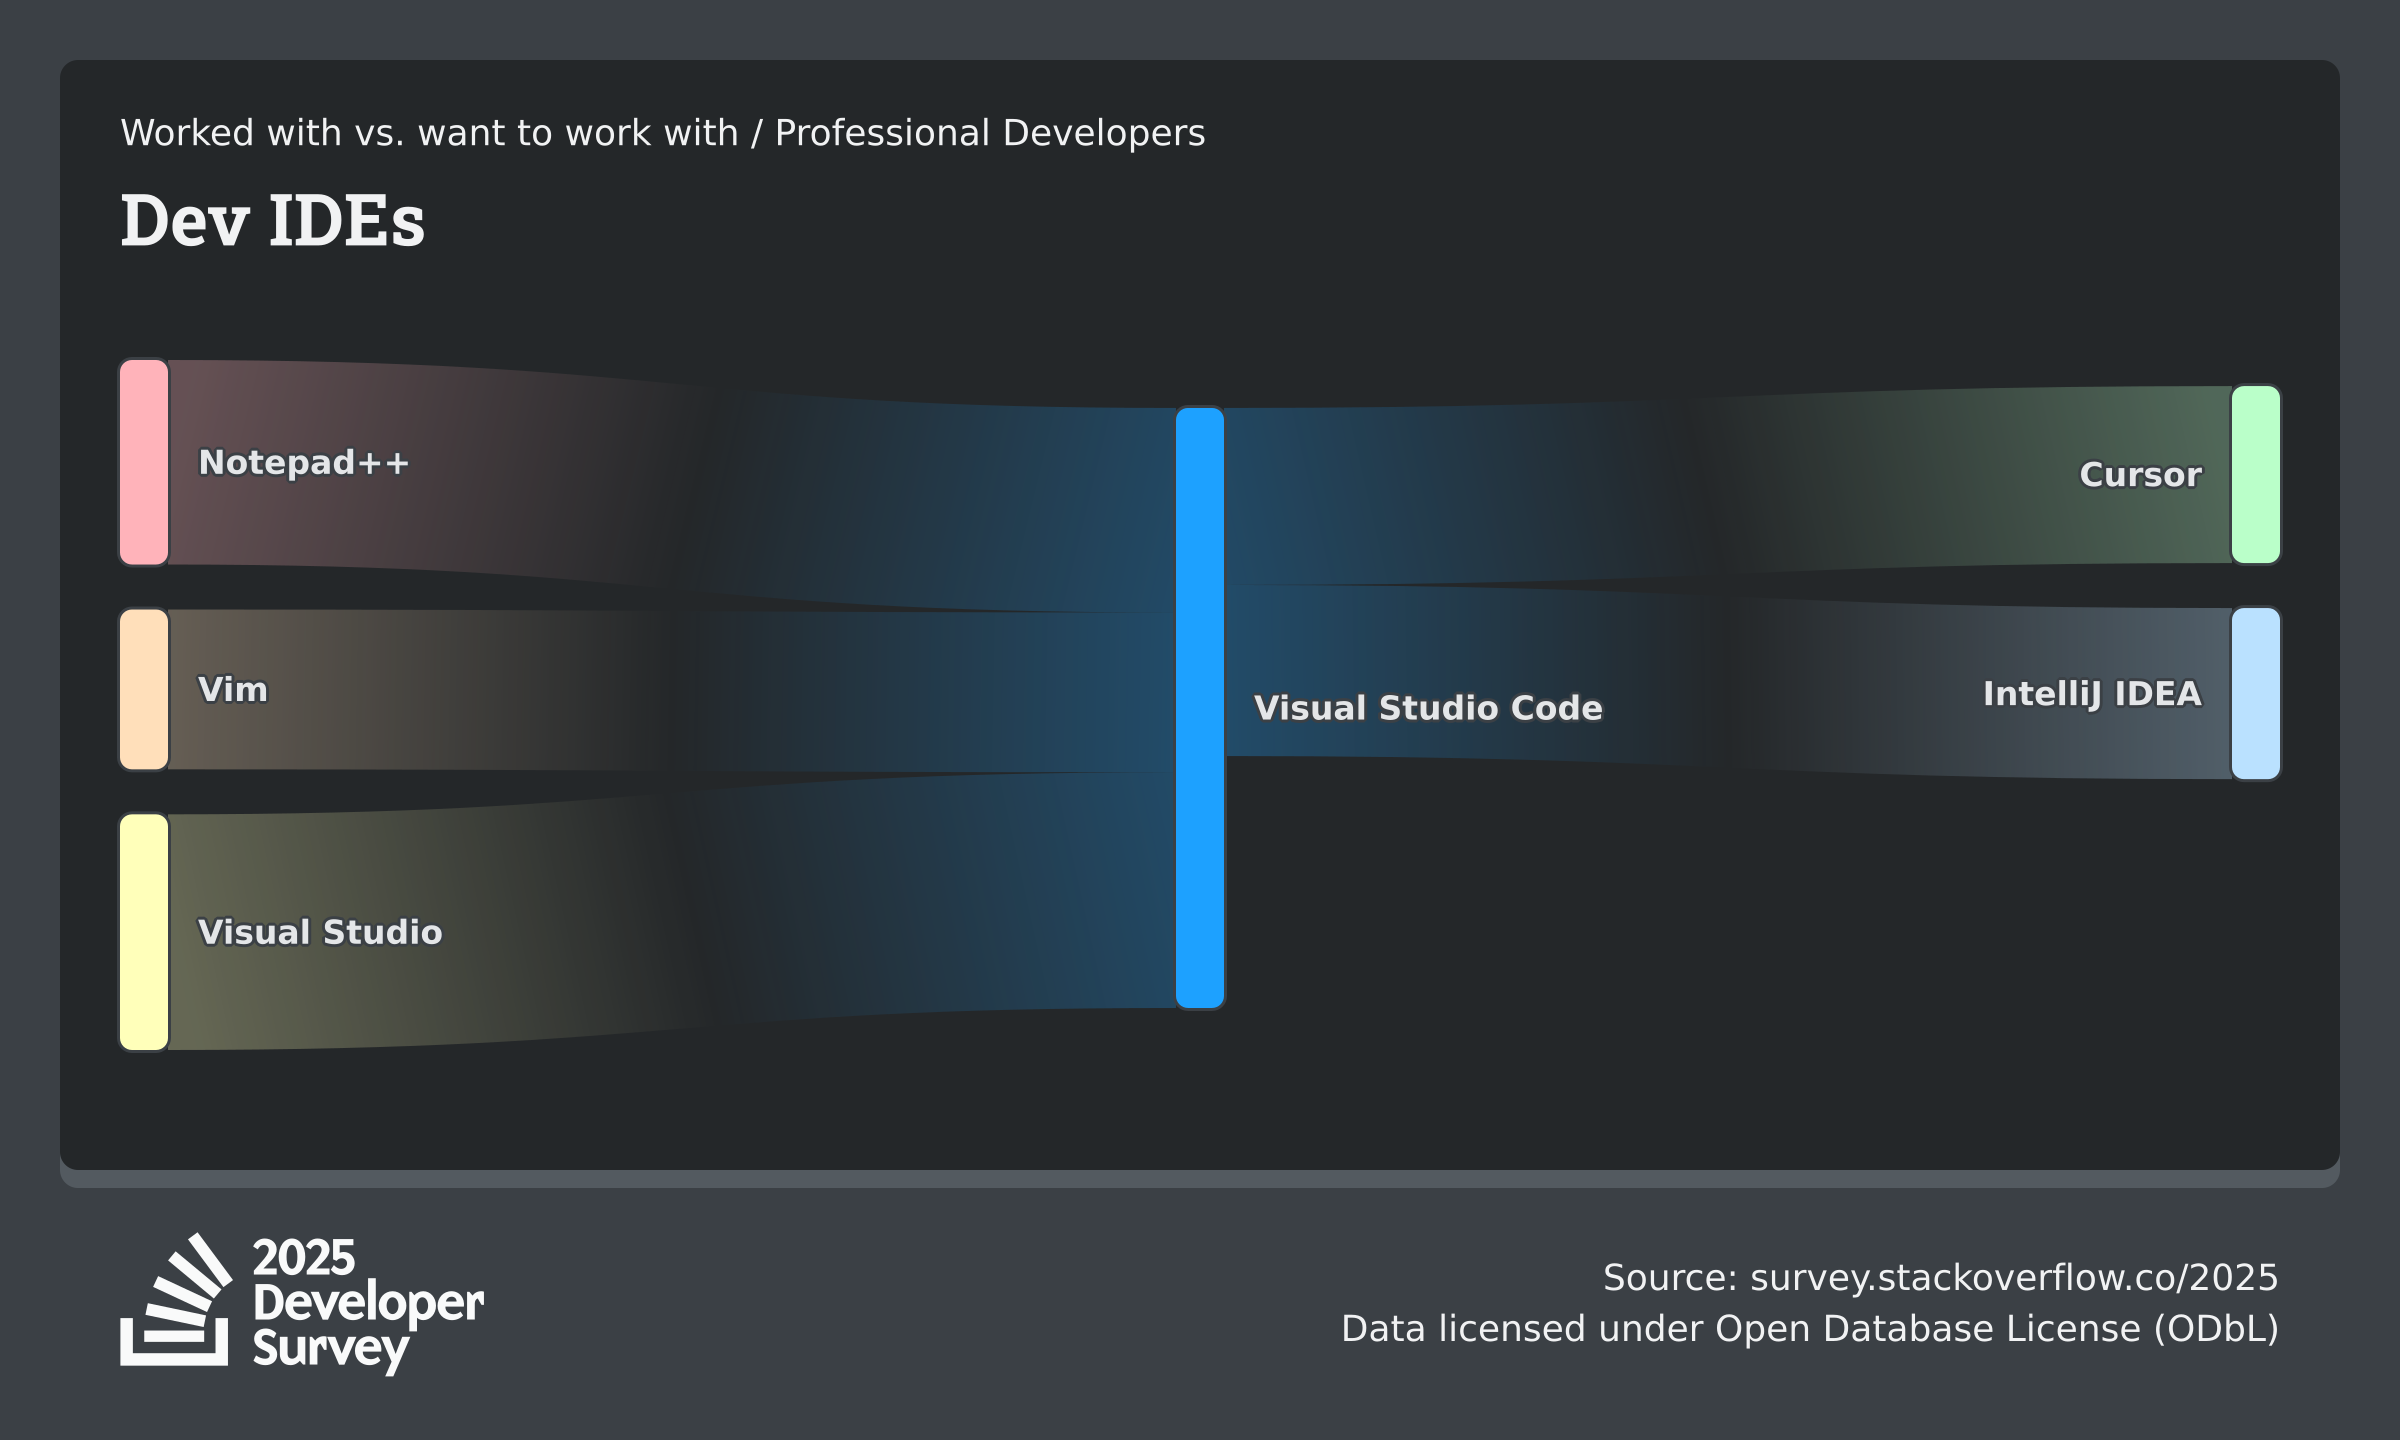 Worked with vs. want to work with / Professional Developers
Dev IDEs
Notepad++
Vim
Visual Studio
Visual Studio Code
Cursor
IntelliJ IDEA
2025
Developer
Survey
Source: survey.stackoverflow.co/2025
Data licensed under Open Database License (ODbL)